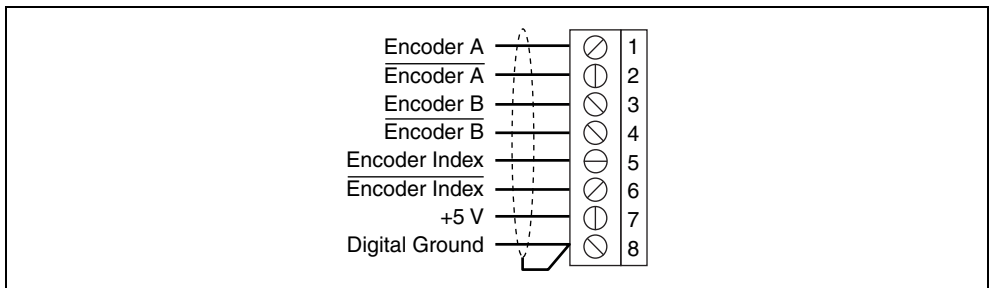 Encoder A 1
Encoder A 2
Encoder B 3
Encoder B 4
Encoder Index 5
Encoder Index 6
+5 V 7
Digital Ground 8